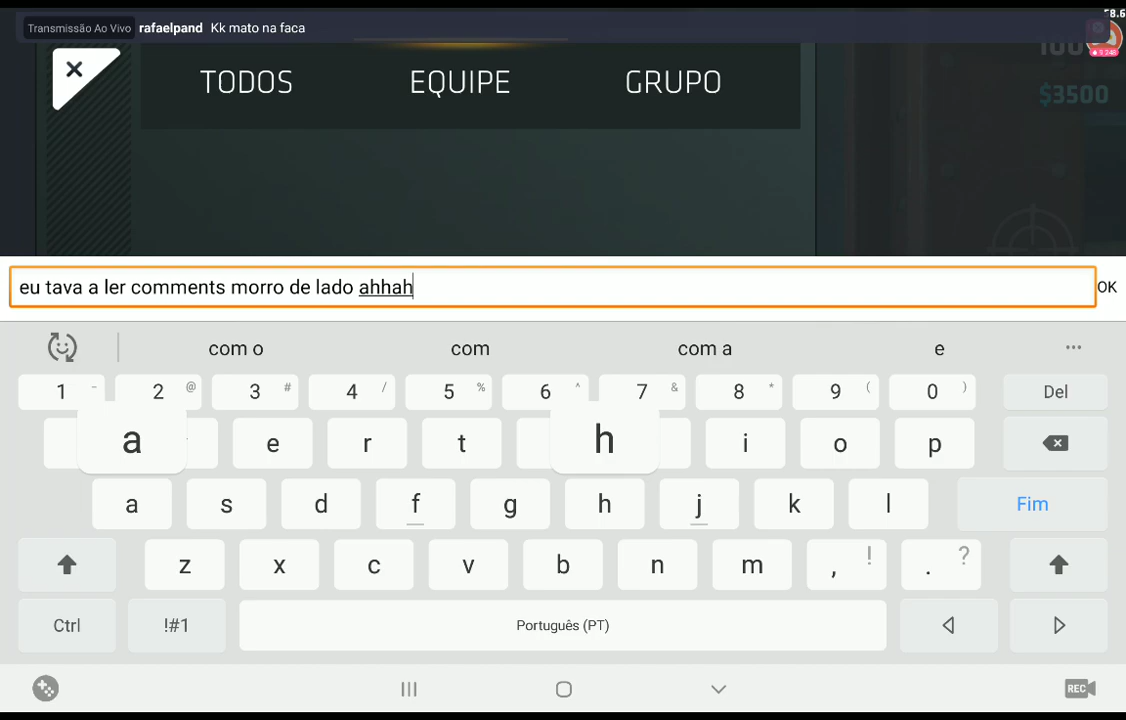 Transmissão Ao Vivo rafaelpand Kk mato na faca
TODOS EQUIPE GRUPO
$3500
eu tava a ler comments morro de lado ahhah
OK
com o com com a e ...
1 - 2 @ 3 # 4 / 5 % 6 ^ 7 & 8 * 9 ( 0 ) Del
a e r t h i o p
a s d f g h j k l Fim
z x c v b n m , ! . ?
Ctrl !#1 Português (PT)
REC